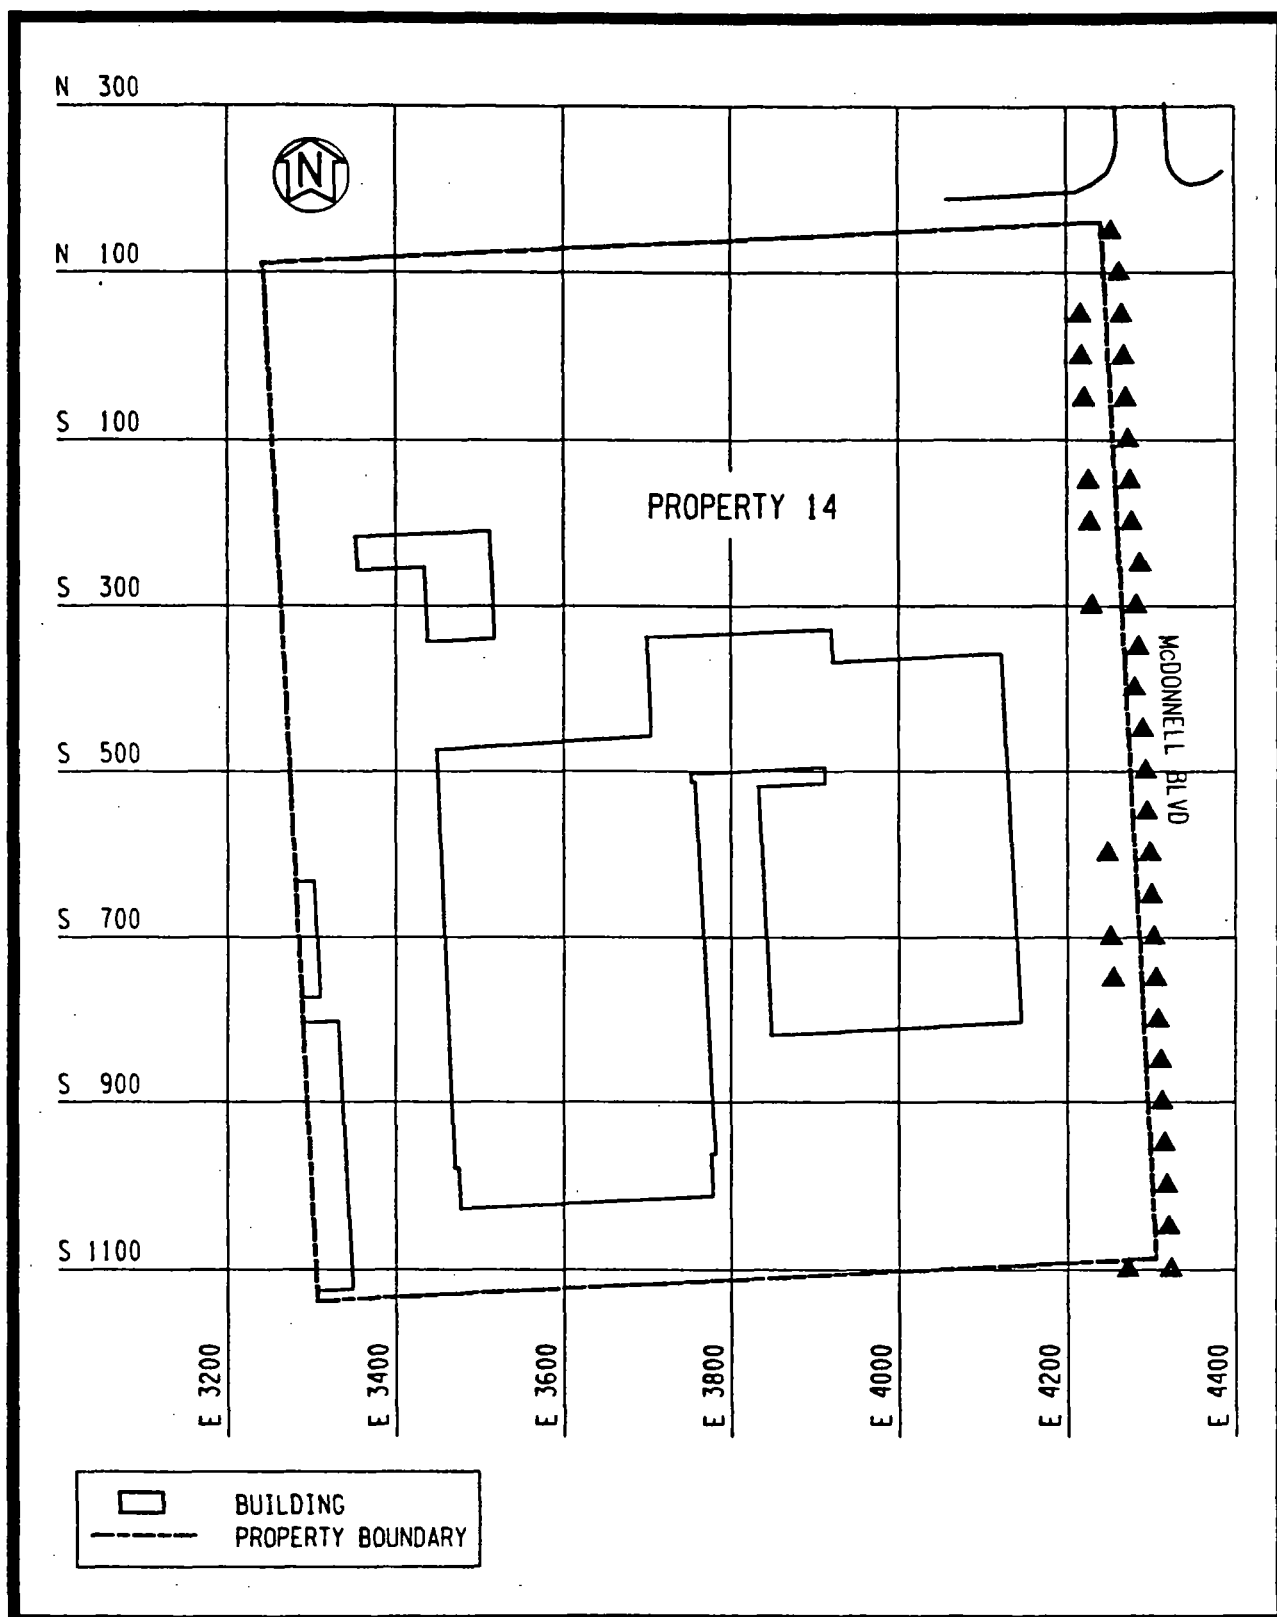 N 300
N
N 100
S 100
PROPERTY 14
S 300
McDONNELL BLVD
S 500
S 700
S 900
S 1100
E 3200
E 3400
E 3600
E 3800
E 4000
E 4200
E 4400
BUILDING
PROPERTY BOUNDARY